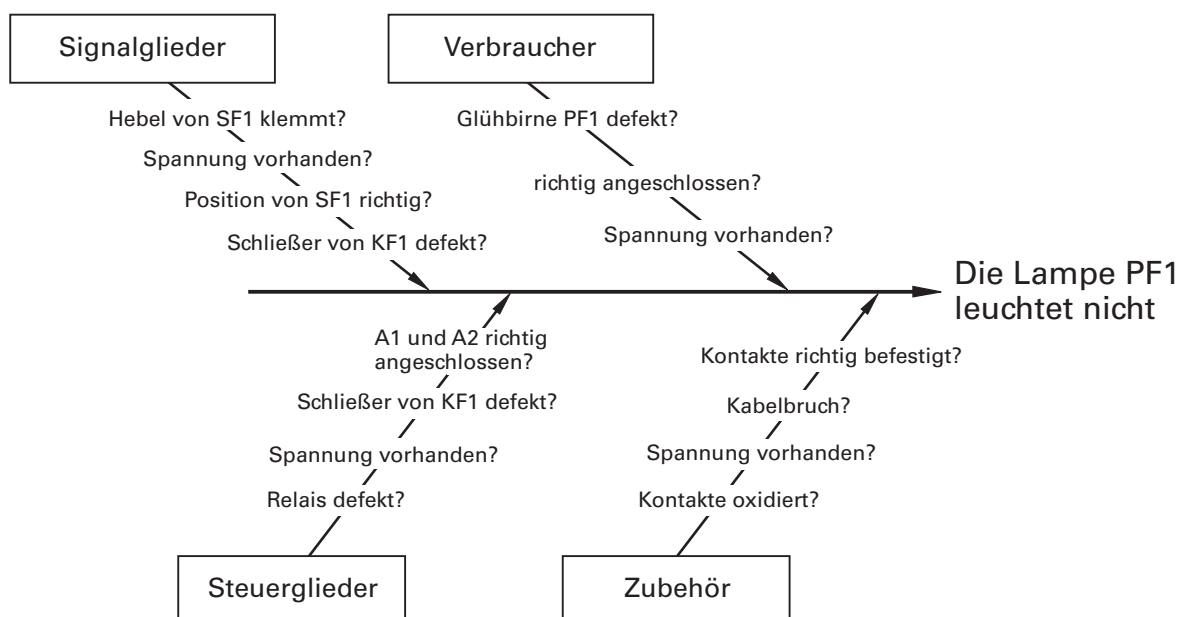 Signalglieder
Verbraucher
Hebel von SF1 klemmt?
Spannung vorhanden?
Position von SF1 richtig?
Schließer von KF1 defekt?
Glühbirne PF1 defekt?
richtig angeschlossen?
Spannung vorhanden?
Die Lampe PF1
leuchtet nicht
A1 und A2 richtig
angeschlossen?
Schließer von KF1 defekt?
Spannung vorhanden?
Relais defekt?
Kontakte richtig befestigt?
Kabelbruch?
Spannung vorhanden?
Kontakte oxidiert?
Steuerglieder
Zubehör